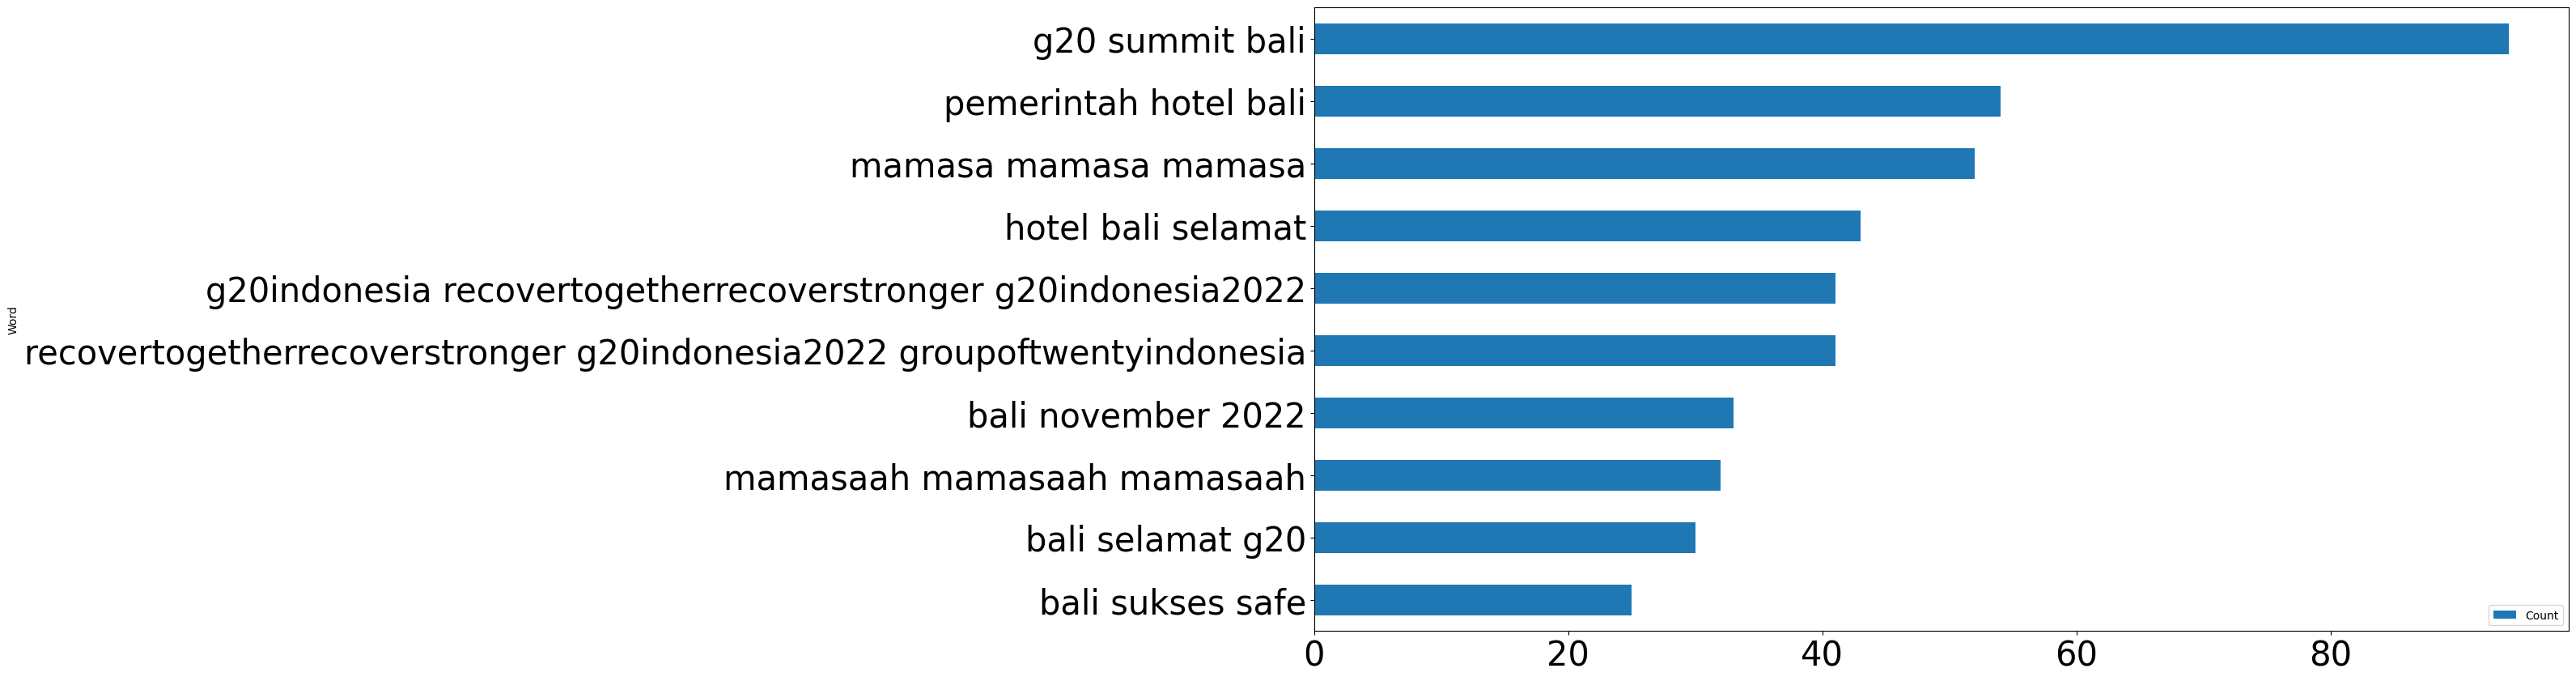 g20 summit bali
pemerintah hotel bali
mamasa mamasa mamasa
hotel bali selamat
g20indonesia recovertogetherrecoverstronger g20indonesia2022
recovertogetherrecoverstronger g20indonesia2022 groupoftwentyindonesia
bali november 2022
mamasaah mamasaah mamasaah
bali selamat g20
bali sukses safe
Word
Count
0 20 40 60 80